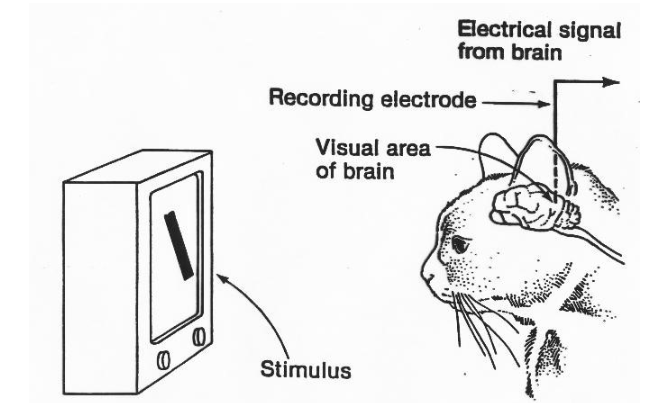 Electrical signal
from brain
Recording electrode
Visual area
of brain
Stimulus